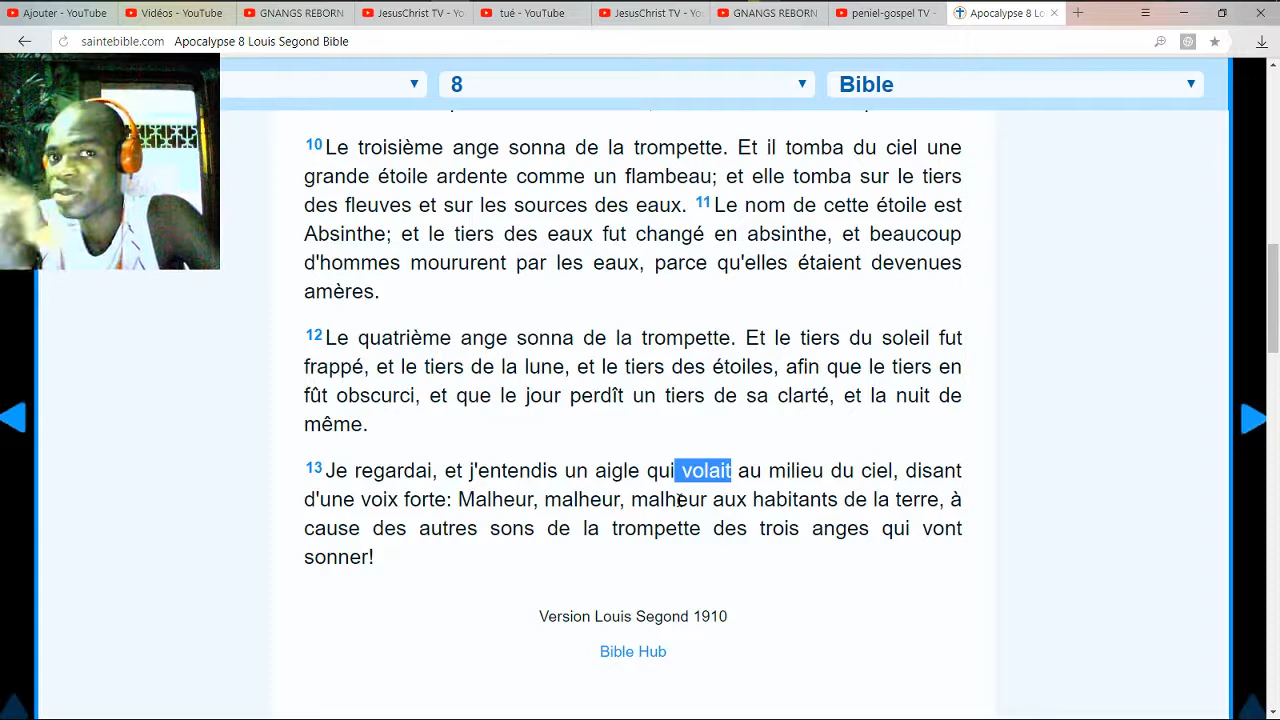 Ajouter - YouTube
Vidéos - YouTube
GNANGS REBORN
JesusChrist TV - Yo
tué - YouTube
JesusChrist TV - Yo
GNANGS REBORN
peniel-gospel TV -
Apocalypse 8 Lo
saintebible.com Apocalypse 8 Louis Segond Bible
8
Bible
10 Le troisième ange sonna de la trompette. Et il tomba du ciel une
grande étoile ardente comme un flambeau; et elle tomba sur le tiers
des fleuves et sur les sources des eaux. 11 Le nom de cette étoile est
Absinthe; et le tiers des eaux fut changé en absinthe, et beaucoup
d'hommes moururent par les eaux, parce qu'elles étaient devenues
amères.
12 Le quatrième ange sonna de la trompette. Et le tiers du soleil fut
frappé, et le tiers de la lune, et le tiers des étoiles, afin que le tiers en
fût obscurci, et que le jour perdît un tiers de sa clarté, et la nuit de
même.
13 Je regardai, et j'entendis un aigle qui volait au milieu du ciel, disant
d'une voix forte: Malheur, malheur, malheur aux habitants de la terre, à
cause des autres sons de la trompette des trois anges qui vont
sonner!
Version Louis Segond 1910
Bible Hub